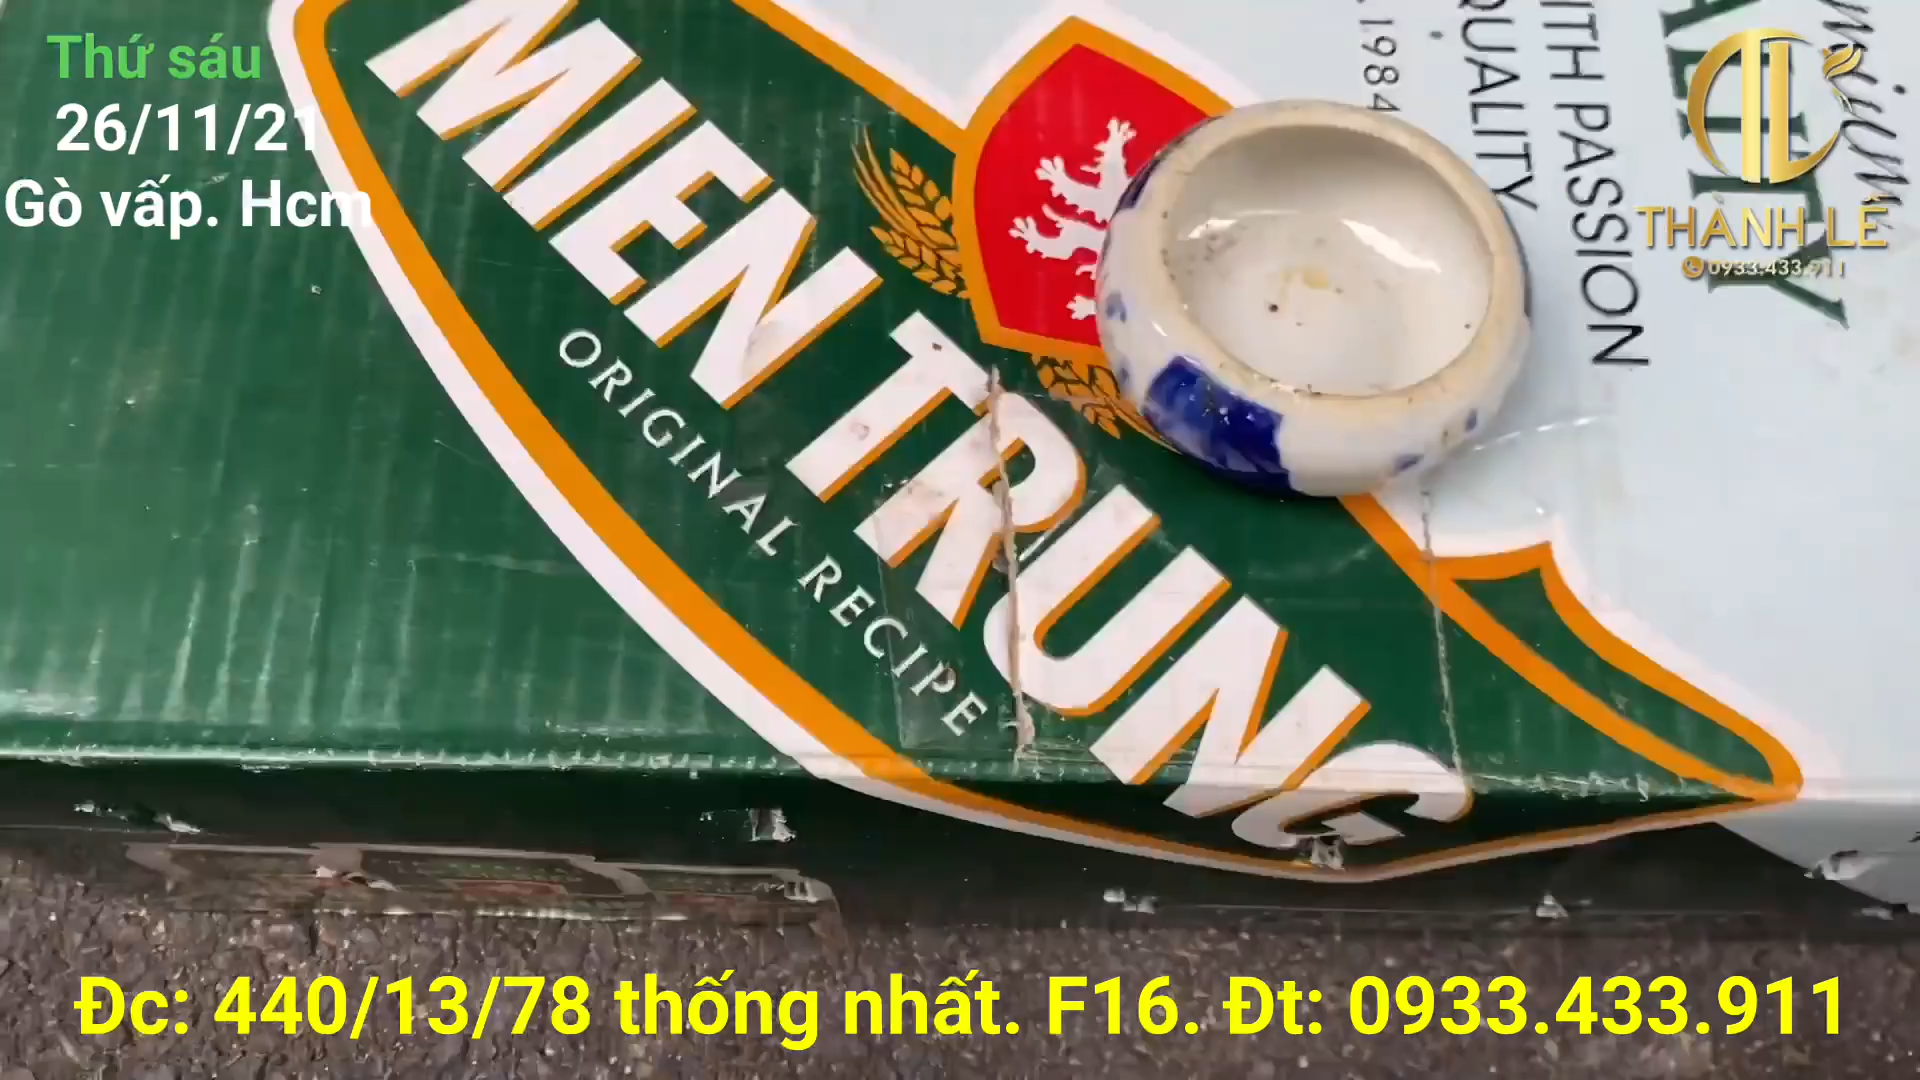 Thứ sáu
26/11/21
Gò vấp. Hcm
MIEN TRUNG
ORIGINAL RECIPE
1984
QUALITY
ITH PASSION
THÀNH LÊ
0933.433.911
Đc: 440/13/78 thống nhất. F16. Đt: 0933.433.911